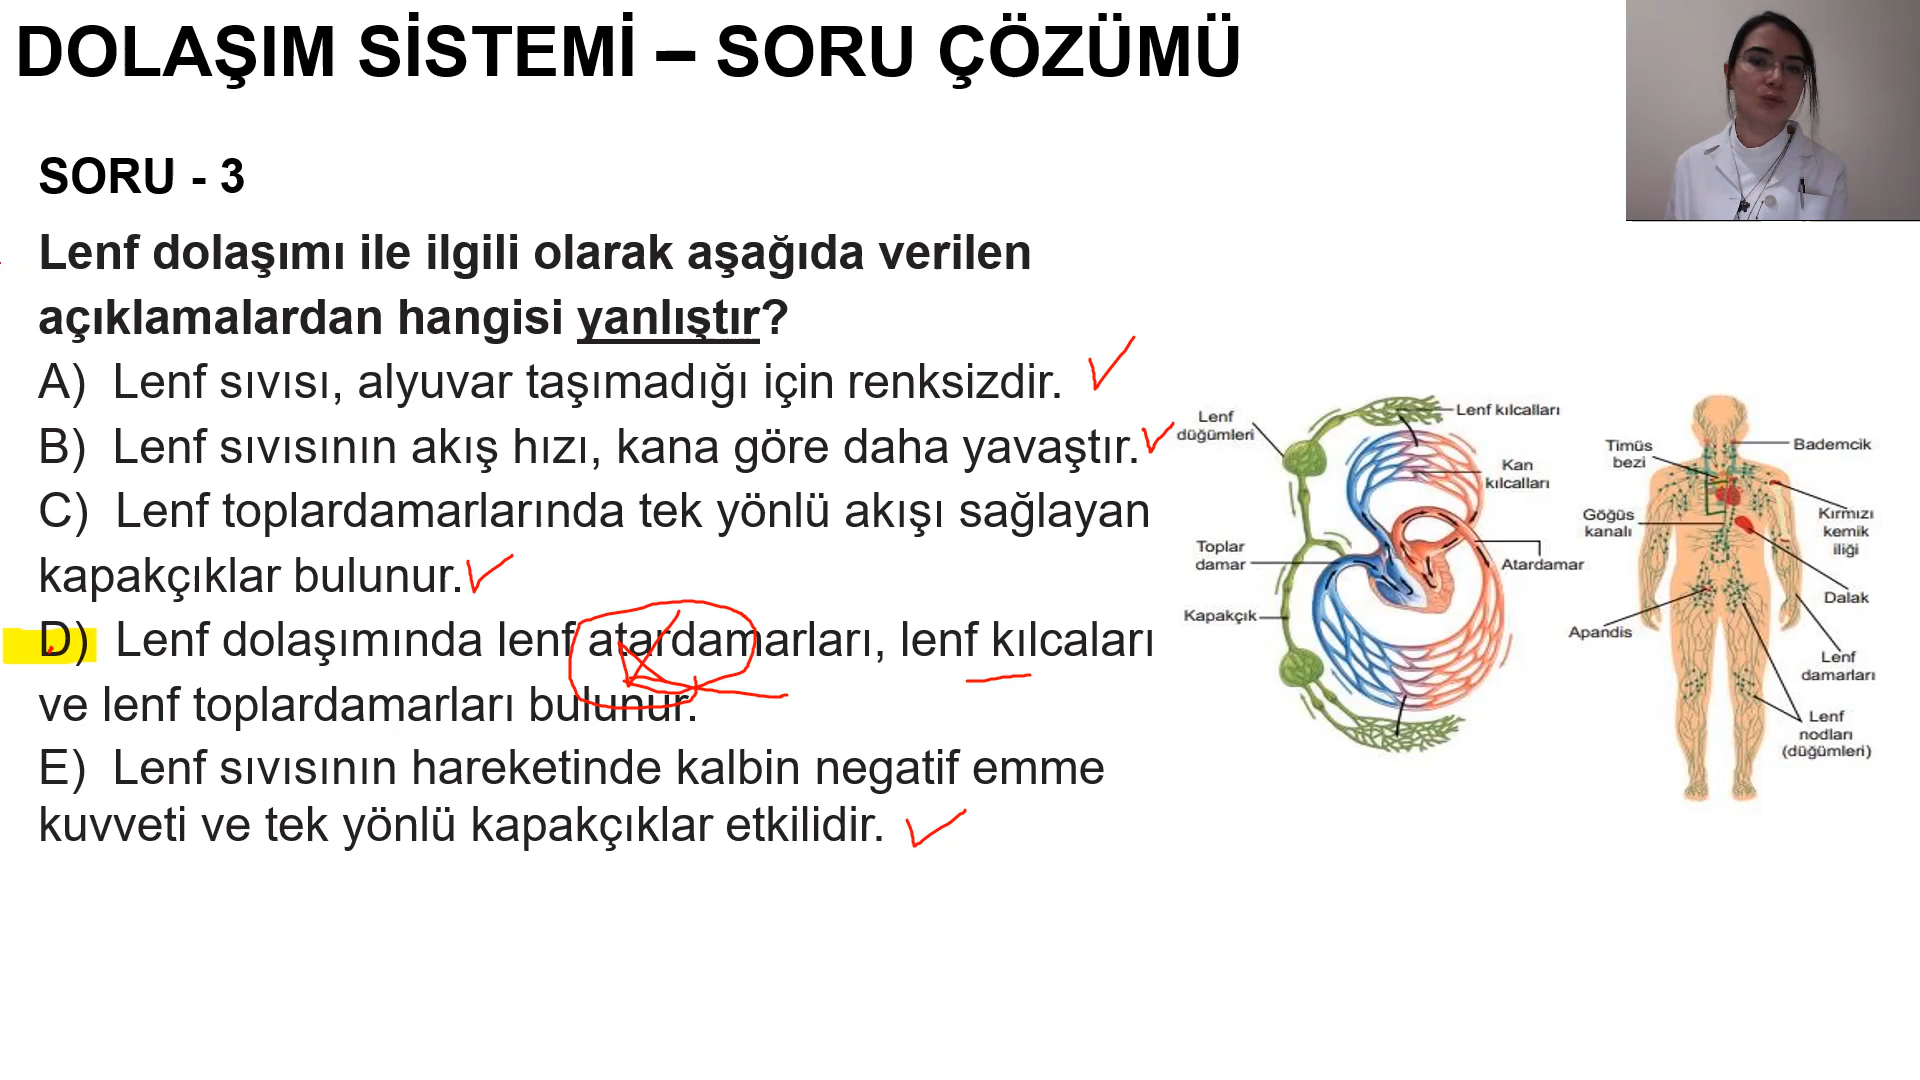 DOLAŞIM SİSTEMİ – SORU ÇÖZÜMÜ
SORU - 3
Lenf dolaşımı ile ilgili olarak aşağıda verilen
açıklamalardan hangisi yanlıştır?
A) Lenf sıvısı, alyuvar taşımadığı için renksizdir.
B) Lenf sıvısının akış hızı, kana göre daha yavaştır.
C) Lenf toplardamarlarında tek yönlü akışı sağlayan
kapakçıklar bulunur.
D) Lenf dolaşımında lenf atardamarları, lenf kılcaları
ve lenf toplardamarları bulunur.
E) Lenf sıvısının hareketinde kalbin negatif emme
kuvveti ve tek yönlü kapakçıklar etkilidir.
Lenf
düğümleri
Lenf kılcalları
Kan
kılcalları
Toplar
damar
Atardamar
Kapakçık
Timüs
bezi
Bademcik
Göğüs
kanalı
Kırmızı
kemik
iliği
Dalak
Apandis
Lenf
damarları
Lenf
nodları
(düğümleri)